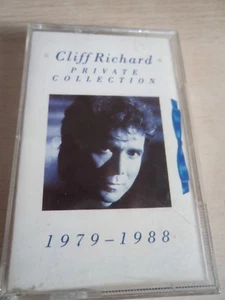 Cliff Richard
PRIVATE
COLLECTION
1979-1988